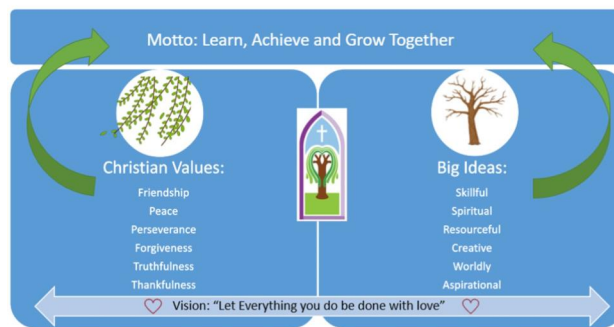 Motto: Learn, Achieve and Grow Together
Christian Values:
Friendship
Peace
Perseverance
Forgiveness
Truthfulness
Thankfulness
Big Ideas:
Skillful
Spiritual
Resourceful
Creative
Worldly
Aspirational
Vision: “Let Everything you do be done with love”